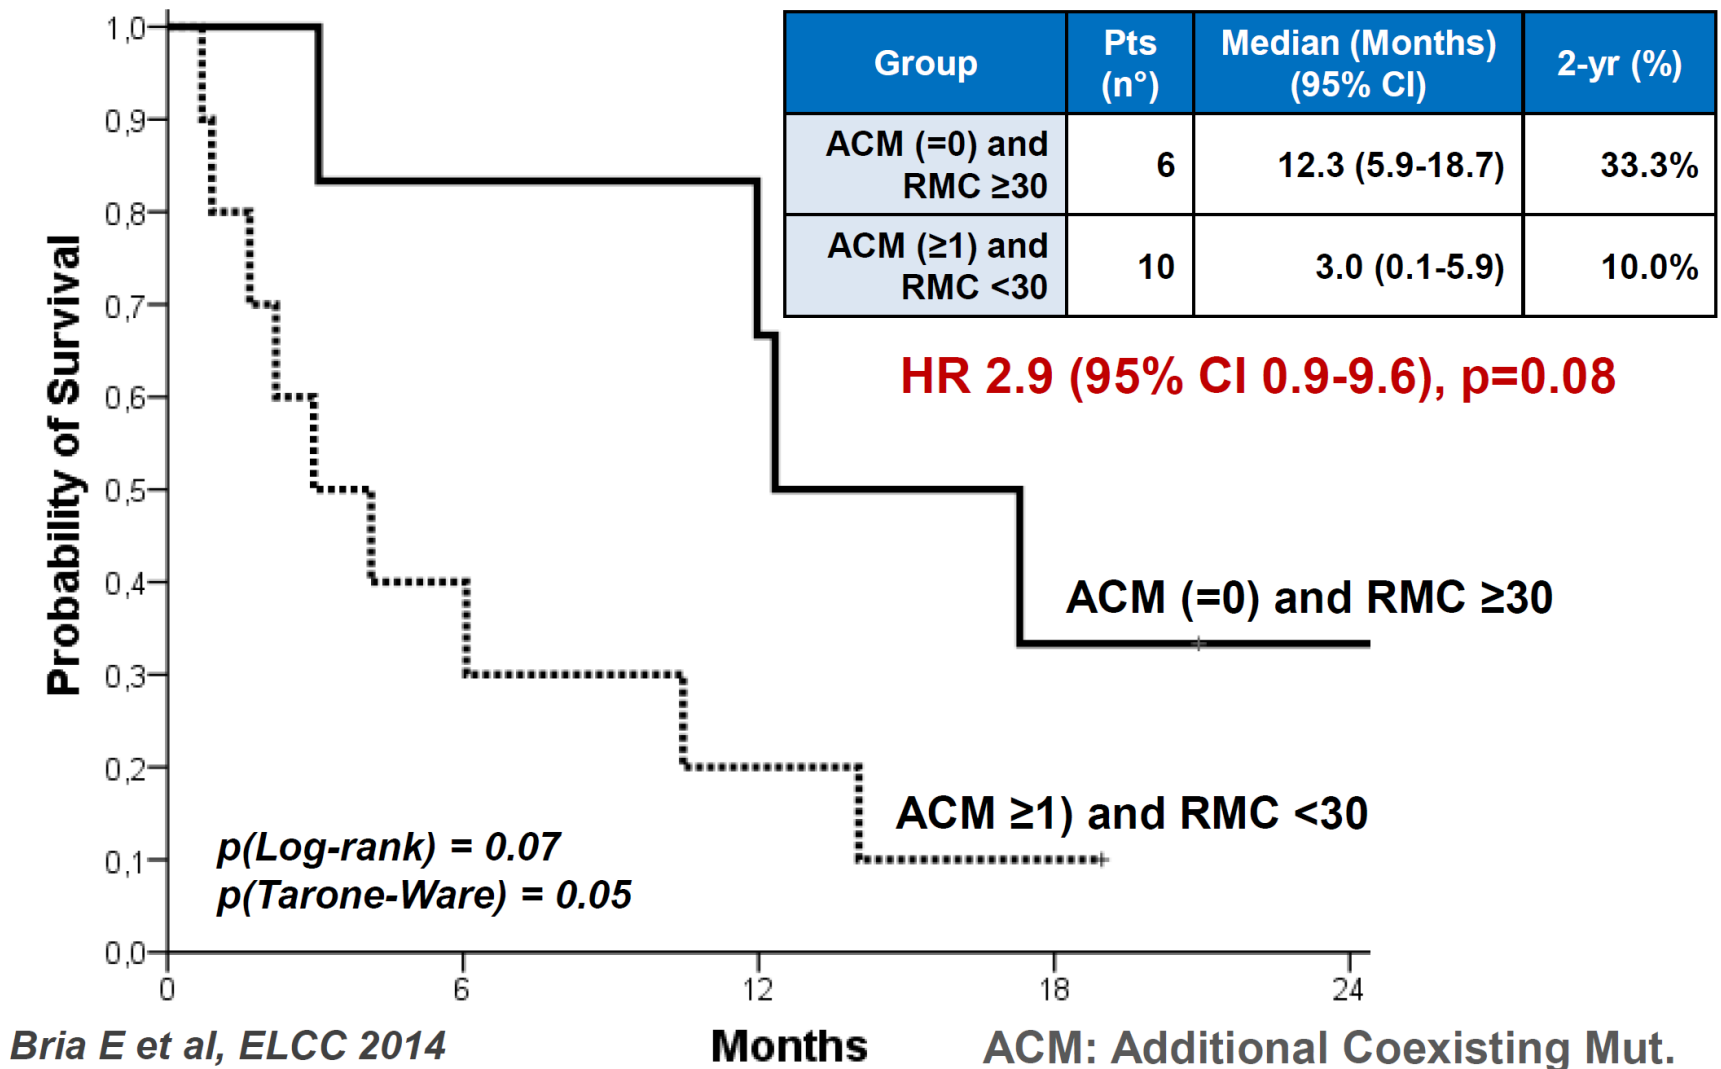 Group Pts (n°) Median (Months) (95% CI) 2-yr (%)
ACM (=0) and RMC ≥30 6 12.3 (5.9-18.7) 33.3%
ACM (≥1) and RMC <30 10 3.0 (0.1-5.9) 10.0%
HR 2.9 (95% CI 0.9-9.6), p=0.08
Probability of Survival
1,0
0,9
0,8
0,7
0,6
0,5
0,4
0,3
0,2
0,1
0,0
ACM (=0) and RMC ≥30
ACM ≥1) and RMC <30
p(Log-rank) = 0.07
p(Tarone-Ware) = 0.05
0 6 12 18 24
Months
Bria E et al, ELCC 2014
ACM: Additional Coexisting Mut.